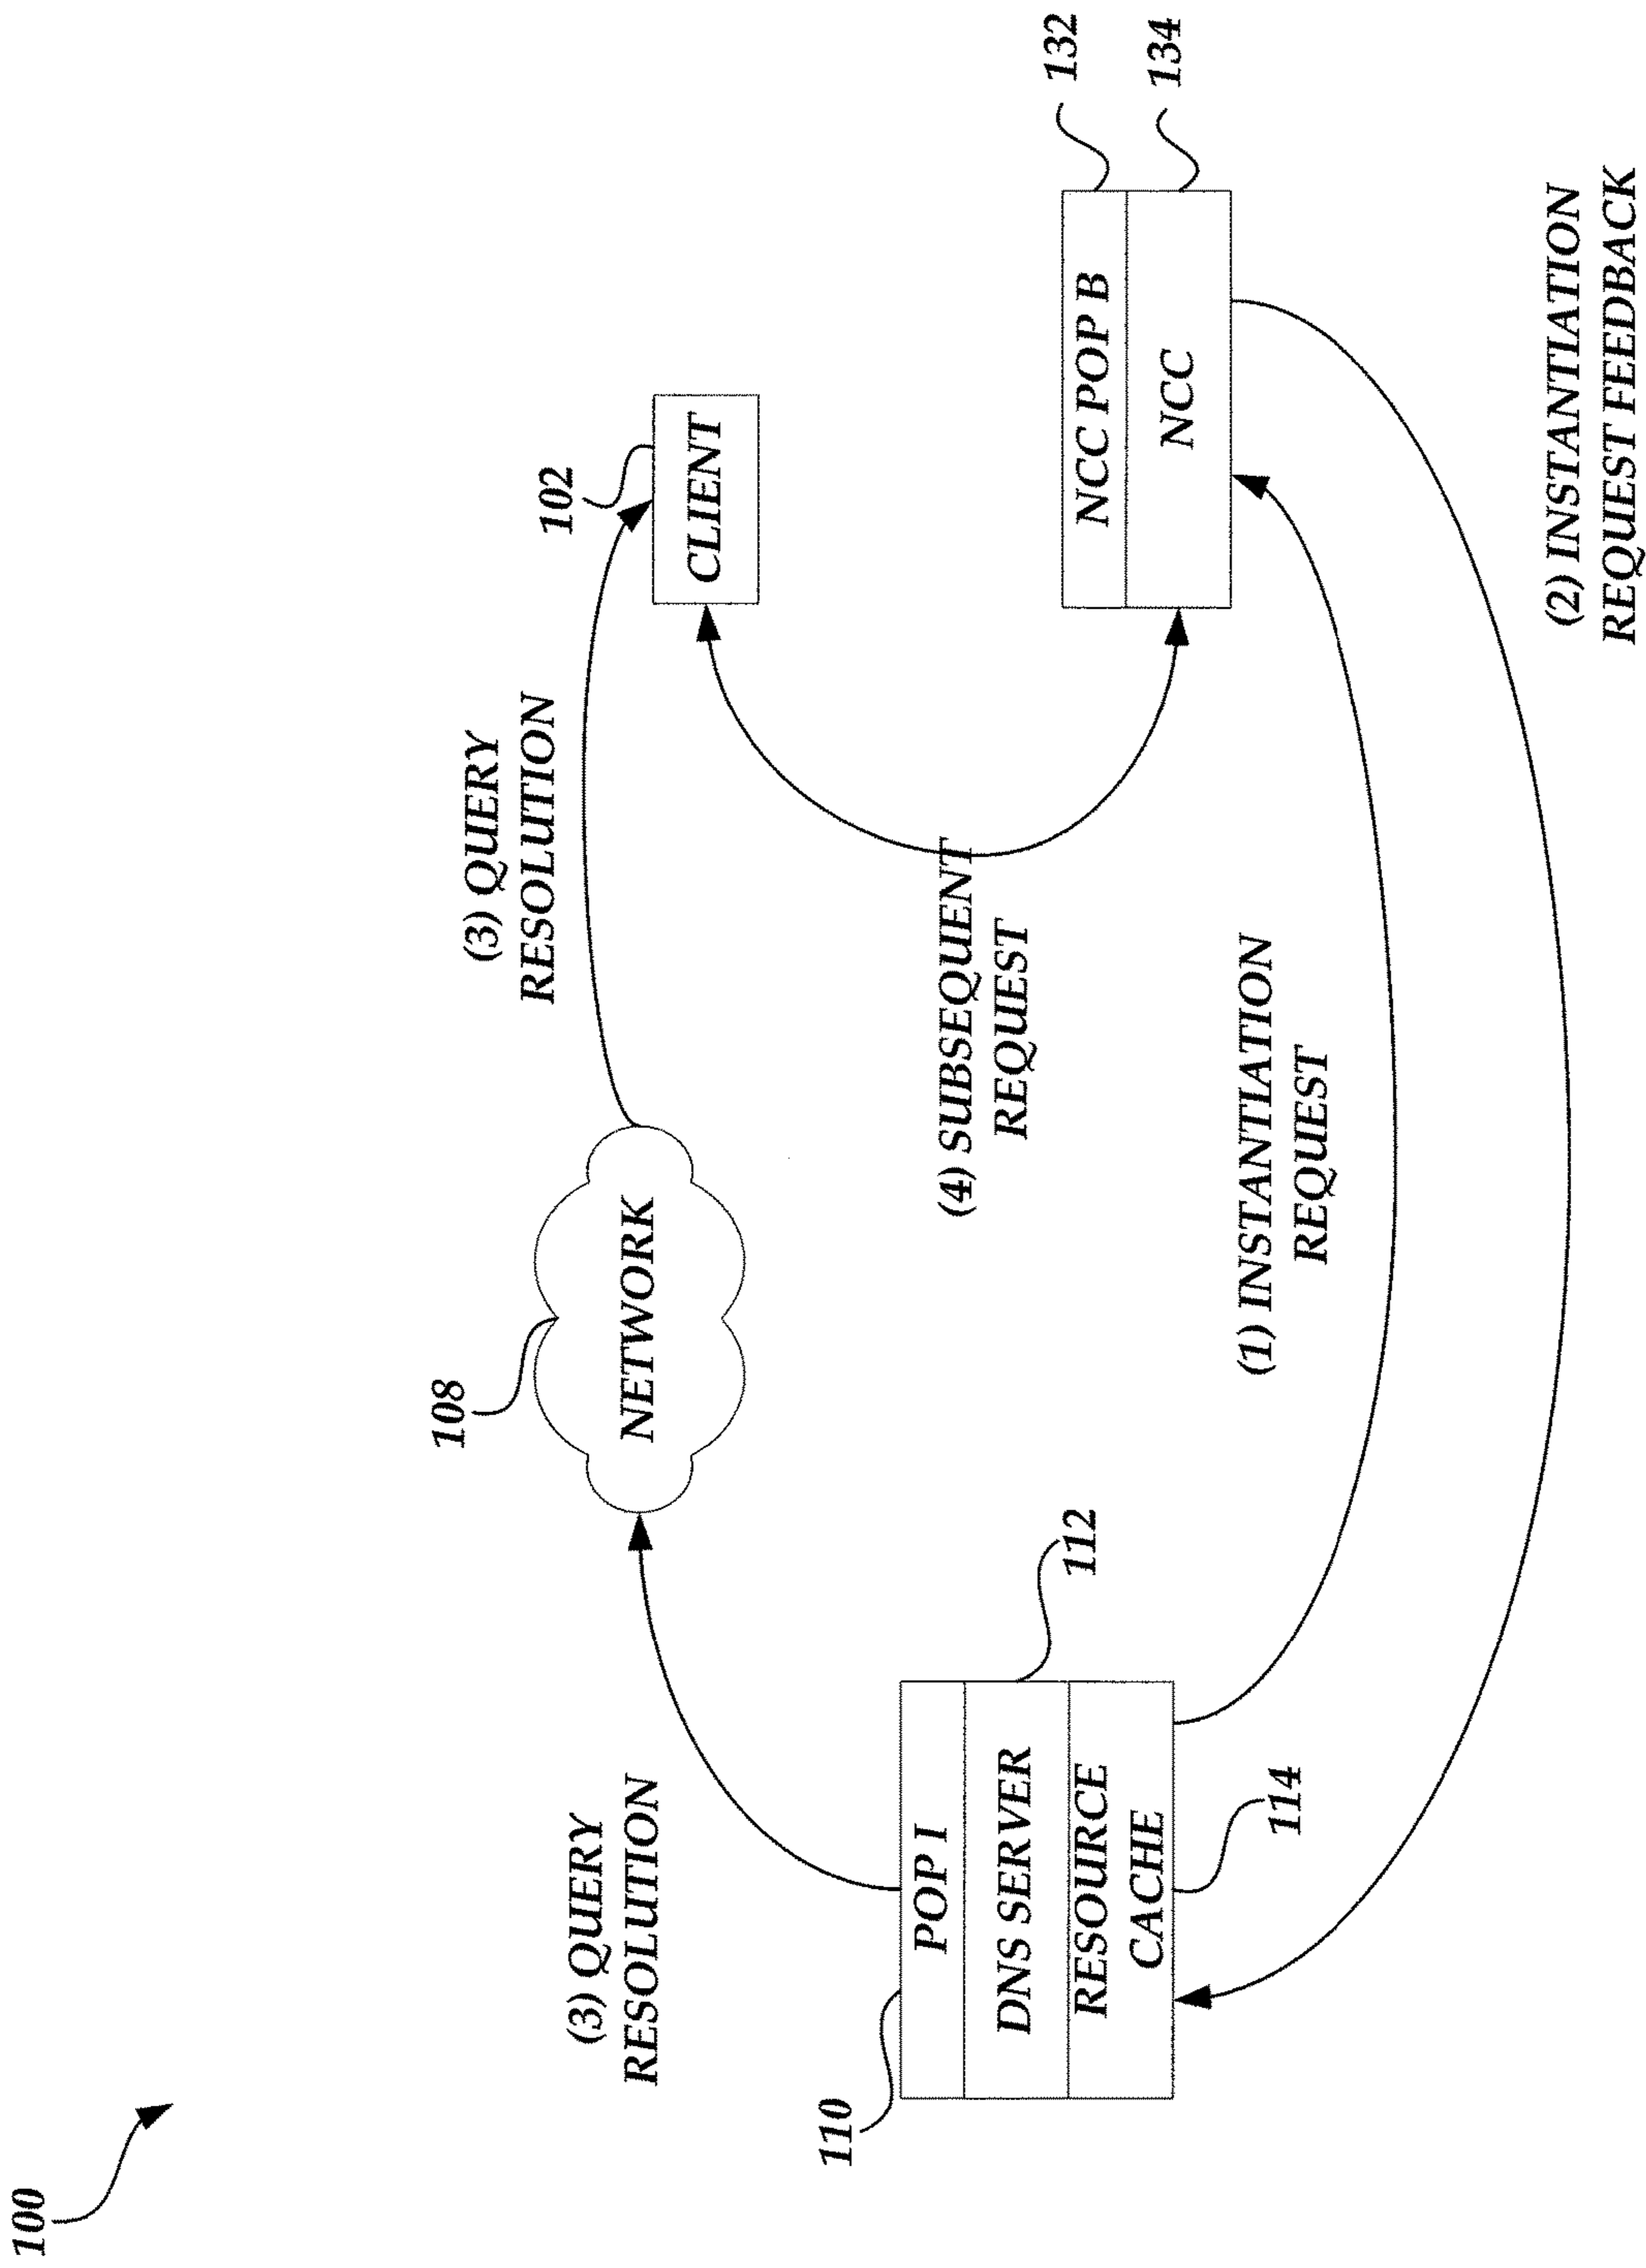 100
108
NETWORK
(3) QUERY
RESOLUTION
102
CLIENT
(3) QUERY
RESOLUTION
110
POP I
DNS SERVER
RESOURCE
CACHE
112
114
(4) SUBSEQUENT
REQUEST
NCC POP B
NCC
132
134
(1) INSTANTIATION
REQUEST
(2) INSTANTIATION
REQUEST FEEDBACK